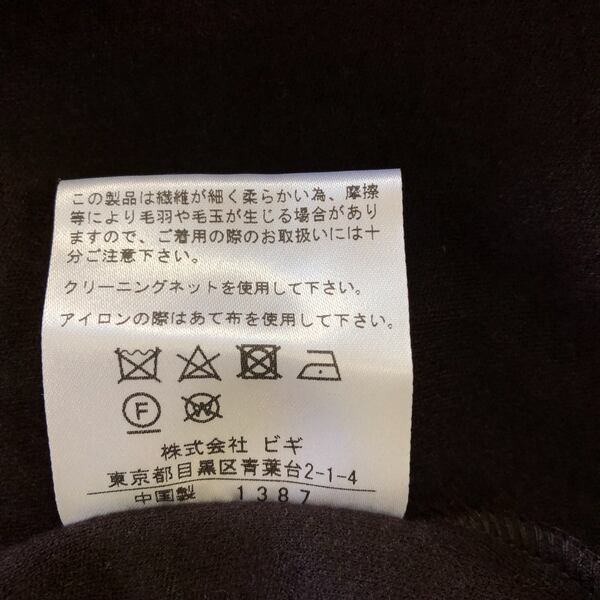 この製品は繊維が細く柔らかい為、摩擦
等により毛羽や毛玉が生じる場合があり
ますので、ご着用の際のお取扱いには十
分ご注意下さい。
クリーニングネットを使用して下さい。
アイロンの際はあて布を使用して下さい。
F W
株式会社 ビギ
東京都目黒区青葉台2-1-4
中国製 1387